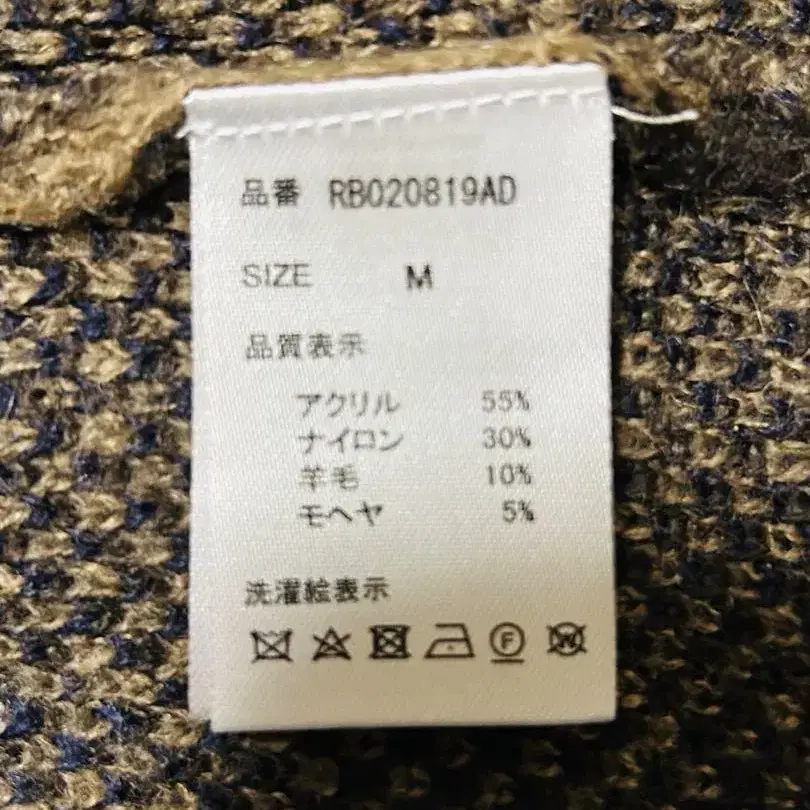 品番 RB020819AD
SIZE M
品質表示
アクリル 55%
ナイロン 30%
羊毛 10%
モヘヤ 5%
洗濯絵表示
F W